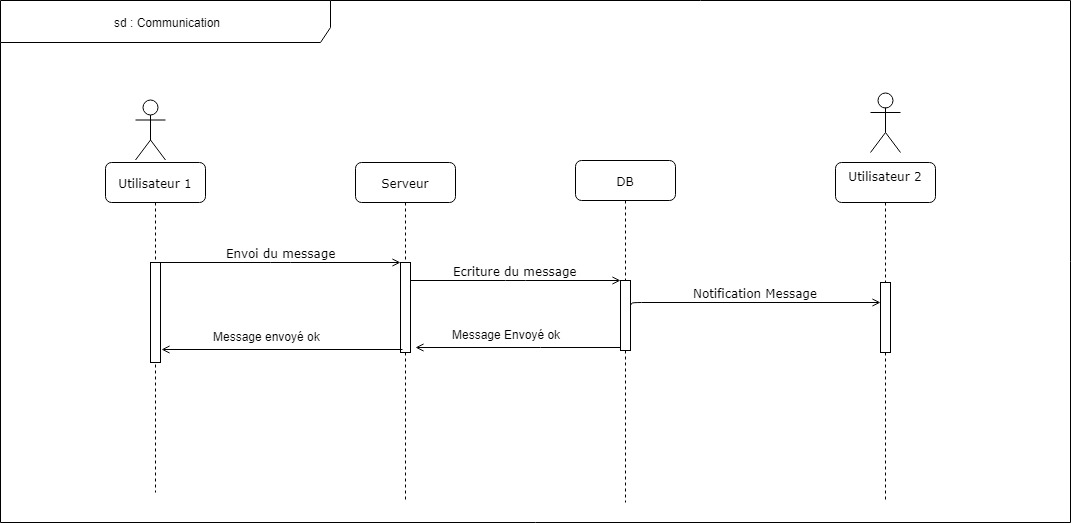 sd : Communication
Utilisateur 1
Serveur
DB
Utilisateur 2
Envoi du message
Ecriture du message
Notification Message
Message envoyé ok
Message Envoyé ok